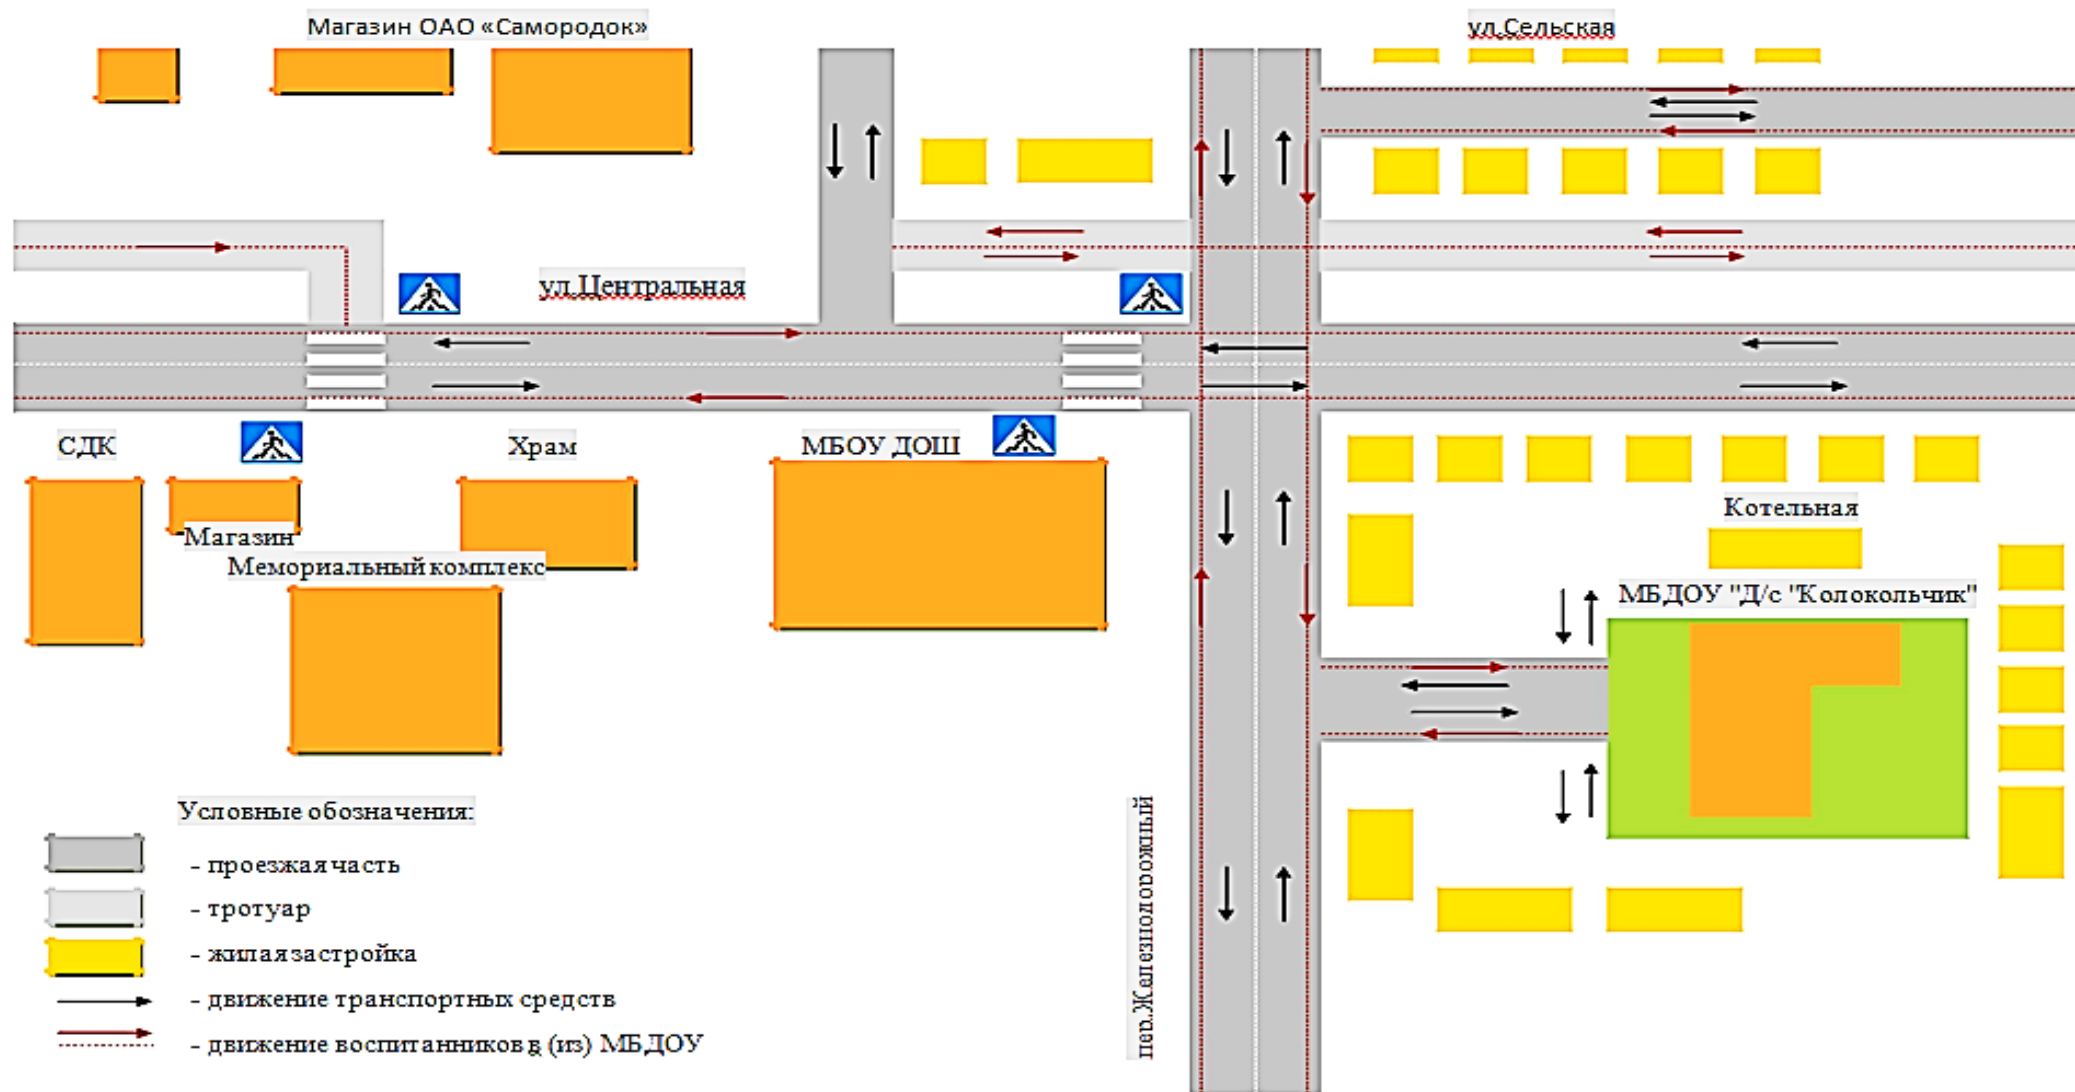 Магазин ОАО «Самородок»
ул.Сельская
ул.Центральная
СДК
Храм
МБОУ ДОШ
Магазин
Мемориальный комплекс
Котельная
МБДОУ "Д/с "Колокольчик"
пер.Железнодорожный
Условные обозначения:
- проезжая часть
- тротуар
- жилая застройка
- движение транспортных средств
- движение воспитанников в (из) МБДОУ